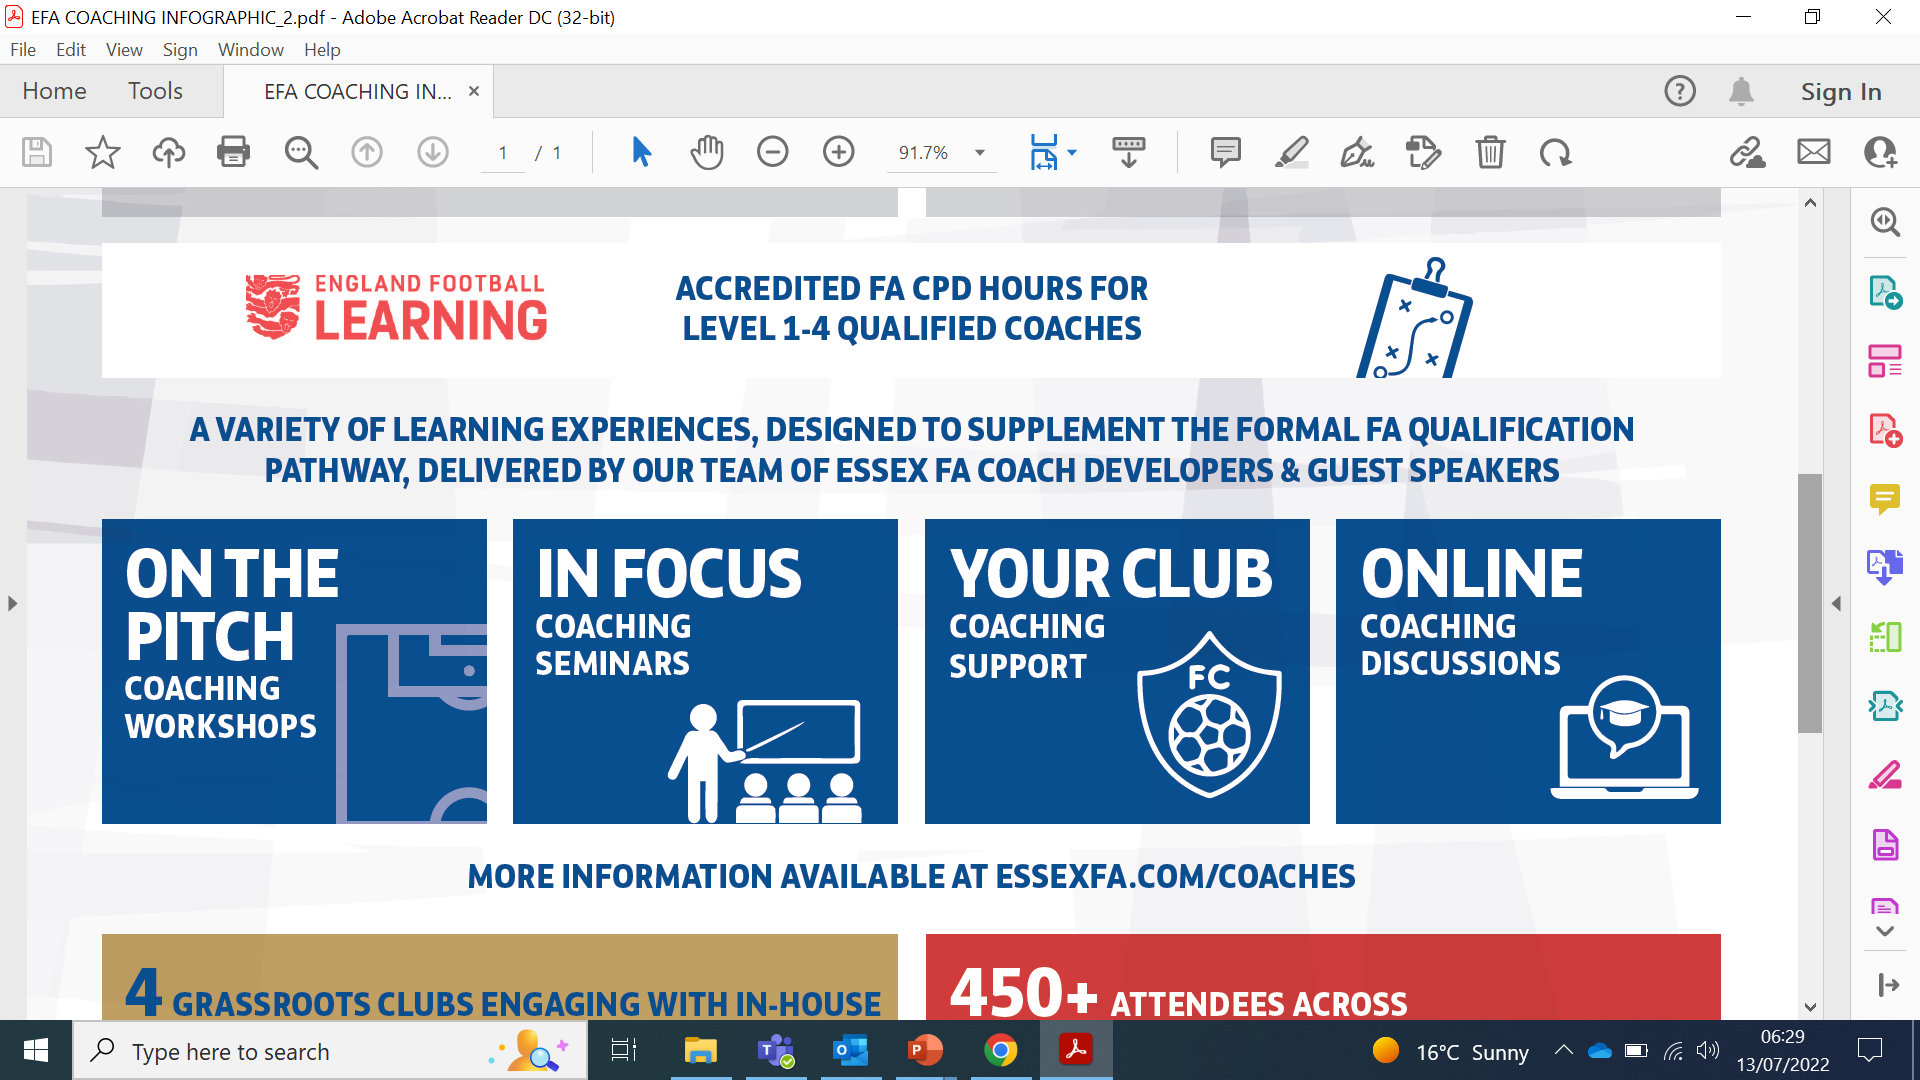 EFA COACHING INFOGRAPHIC_2.pdf - Adobe Acrobat Reader DC (32-bit)
File Edit View Sign Window Help
Home Tools EFA COACHING IN... Sign In
1 / 1 91.7%
ENGLAND FOOTBALL
LEARNING
ACCREDITED FA CPD HOURS FOR
LEVEL 1-4 QUALIFIED COACHES
A VARIETY OF LEARNING EXPERIENCES, DESIGNED TO SUPPLEMENT THE FORMAL FA QUALIFICATION
PATHWAY, DELIVERED BY OUR TEAM OF ESSEX FA COACH DEVELOPERS & GUEST SPEAKERS
ON THE
PITCH
COACHING
WORKSHOPS
IN FOCUS
COACHING
SEMINARS
YOUR CLUB
COACHING
SUPPORT
FC
ONLINE
COACHING
DISCUSSIONS
MORE INFORMATION AVAILABLE AT ESSEXFA.COM/COACHES
4 GRASSROOTS CLUBS ENGAGING WITH IN-HOUSE
450+ ATTENDEES ACROSS
Type here to search
16°C Sunny
06:29
13/07/2022